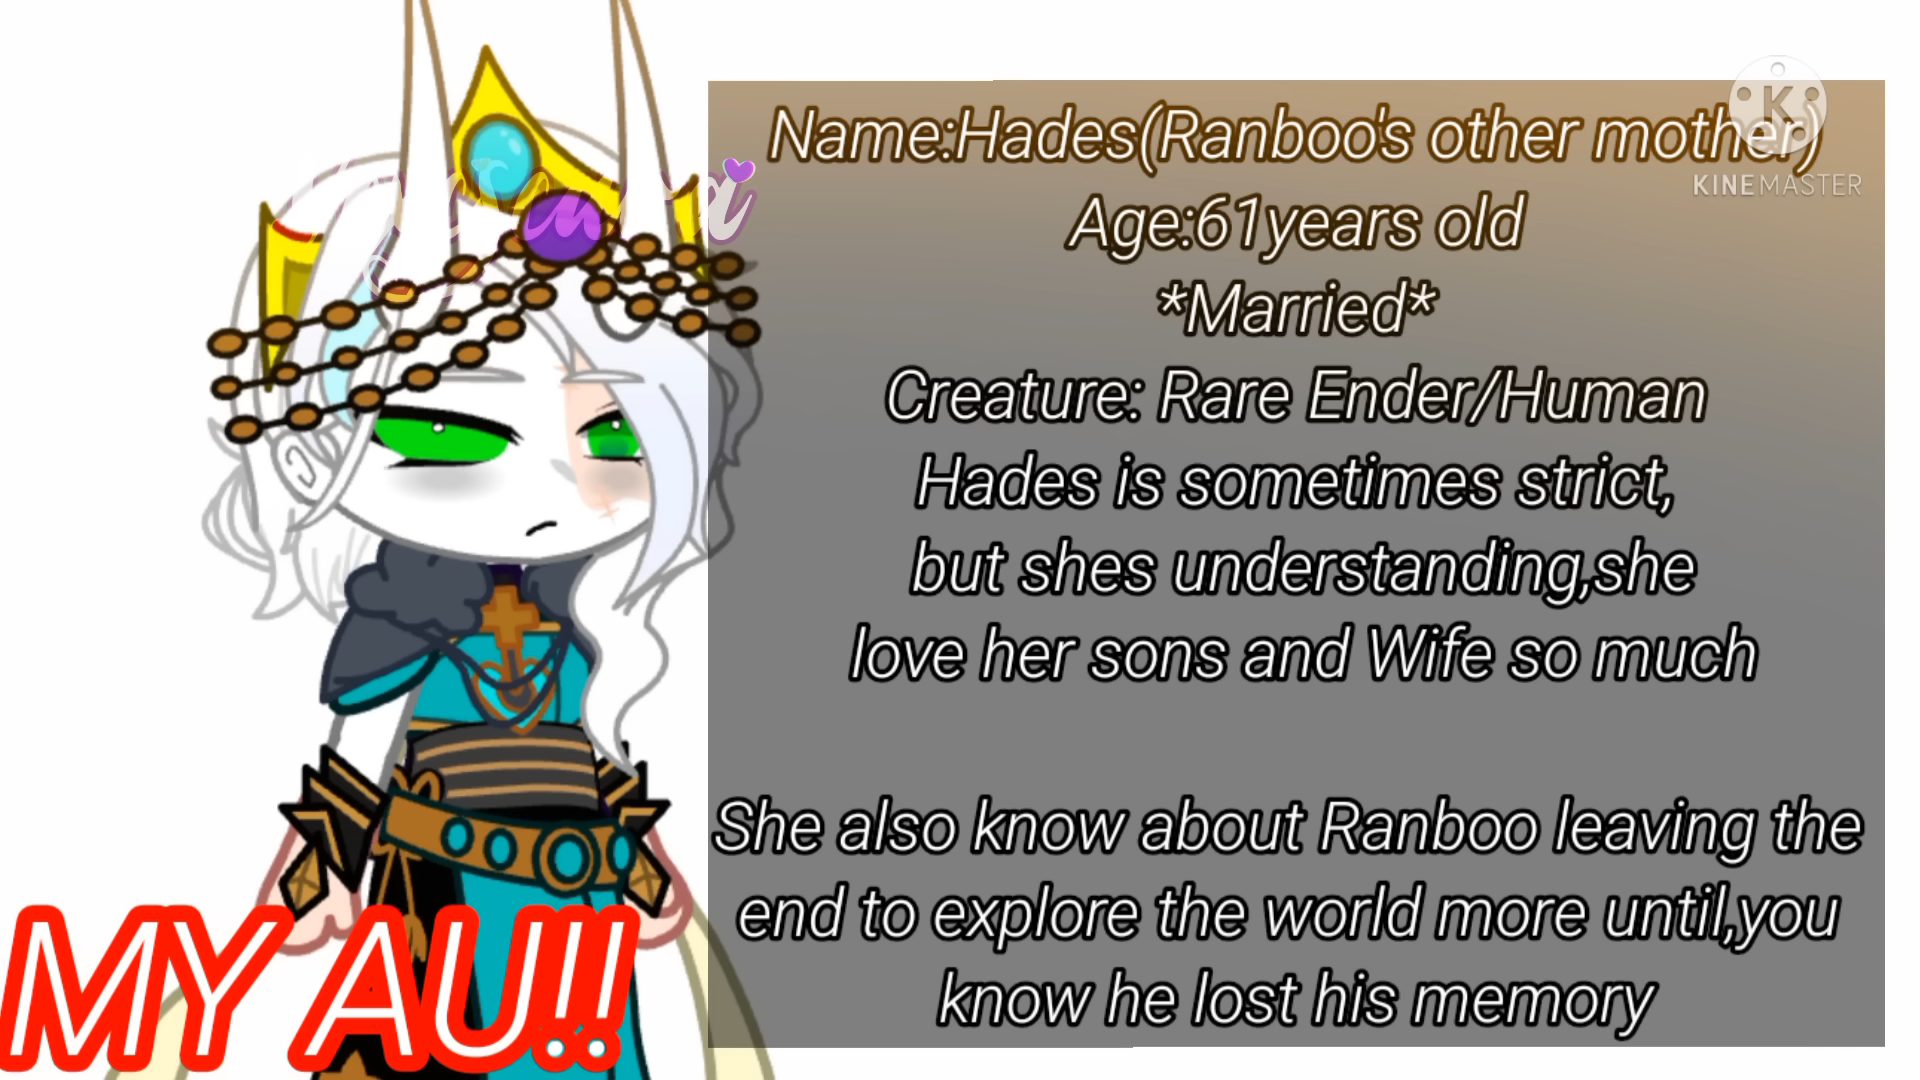 Name:Hades(Ranboo's other mother)
KINEMASTER
Age:61years old
*Married*
Creature: Rare Ender/Human
Hades is sometimes strict,
but shes understanding,she
love her sons and Wife so much
She also know about Ranboo leaving the
end to explore the world more until,you
know he lost his memory
MY AU!!